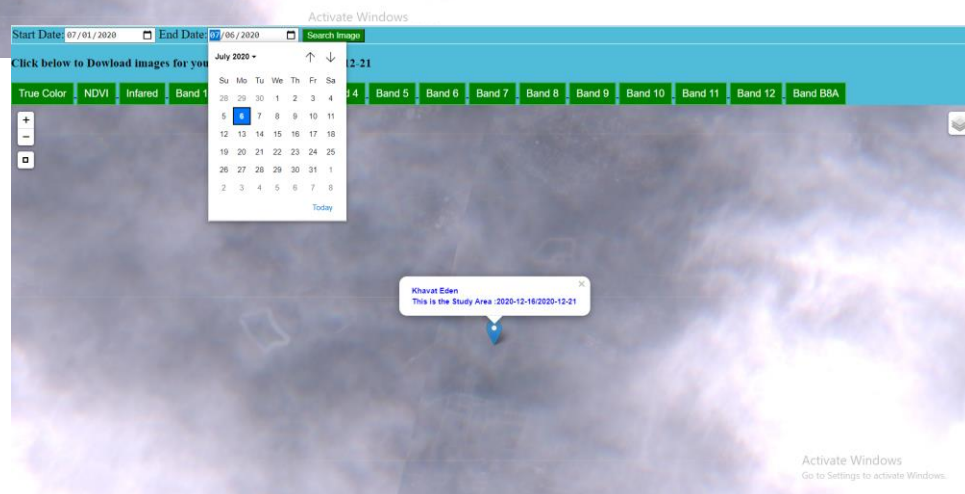 Activate Windows
Start Date: 07/01/2020 End Date: 07/06/2020 Search Image
Click below to Dowload images for you 12-21
True Color NDVI Infared Band 1 d 4 Band 5 Band 6 Band 7 Band 8 Band 9 Band 10 Band 11 Band 12 Band B8A
July 2020
Su Mo Tu We Th Fr Sa
28 29 30 1 2 3 4
5 6 7 8 9 10 11
12 13 14 15 16 17 18
19 20 21 22 23 24 25
26 27 28 29 30 31 1
2 3 4 5 6 7 8
Today
+
−
Khavat Eden ×
This is the Study Area :2020-12-16/2020-12-21
Activate Windows
Go to Settings to activate Windows.